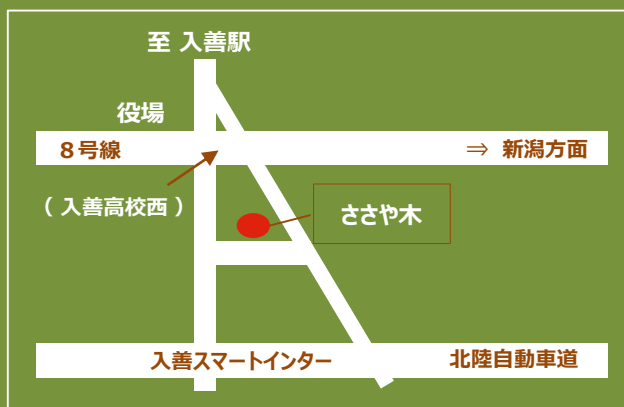 至 入善駅
役場
８号線
⇒ 新潟方面
（ 入善高校西 ）
ささや木
入善スマートインター
北陸自動車道